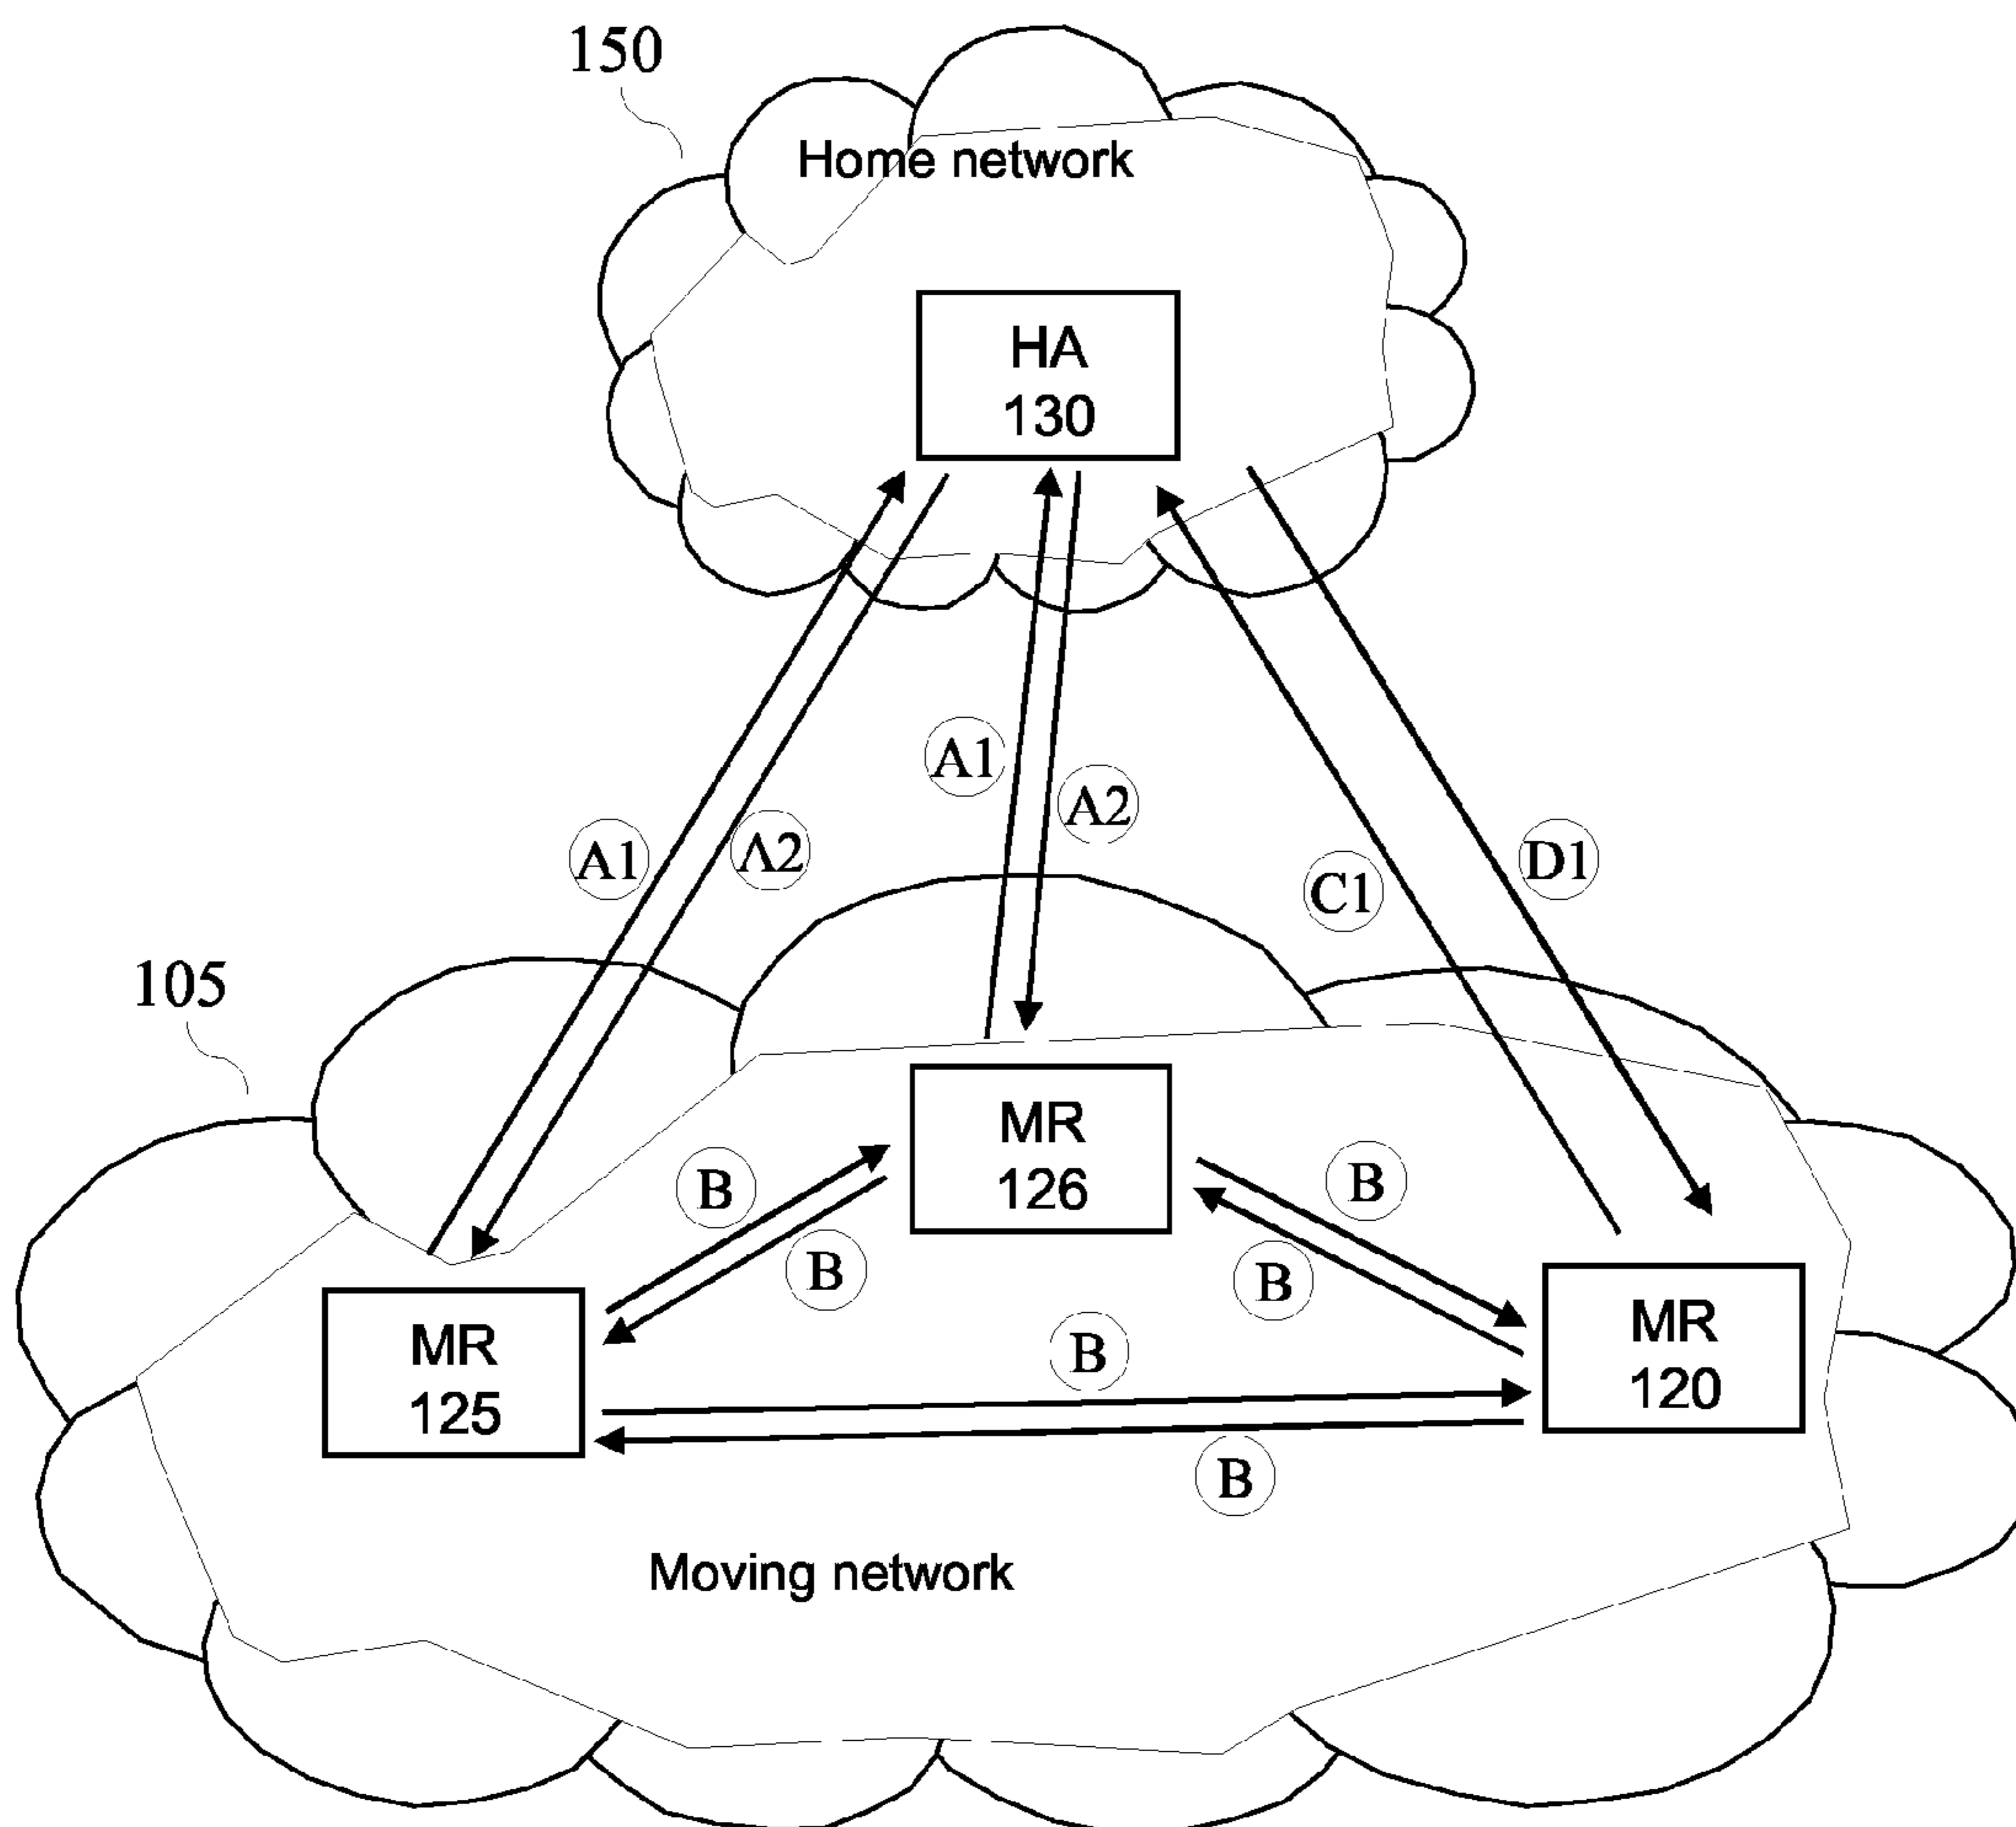 150
Home network
HA
130
A1
A2
A1
A2
C1
D1
105
MR
126
B
B
B
B
MR
125
B
B
MR
120
Moving network